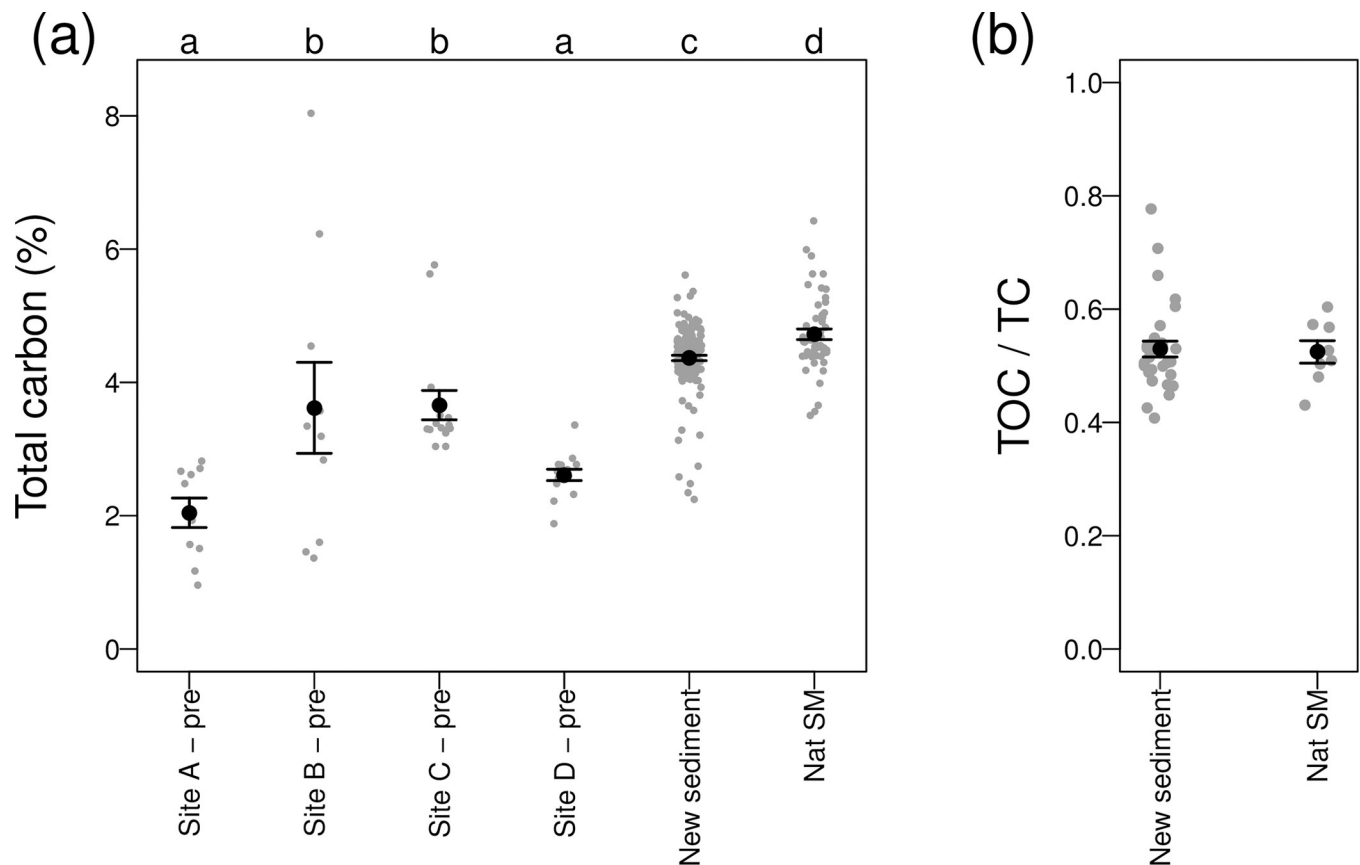 (a)
a b b a c d
Total carbon (%)
8
6
4
2
0
Site A – pre
Site B – pre
Site C – pre
Site D – pre
New sediment
Nat SM
(b)
TOC / TC
1.0
0.8
0.6
0.4
0.2
0.0
New sediment
Nat SM